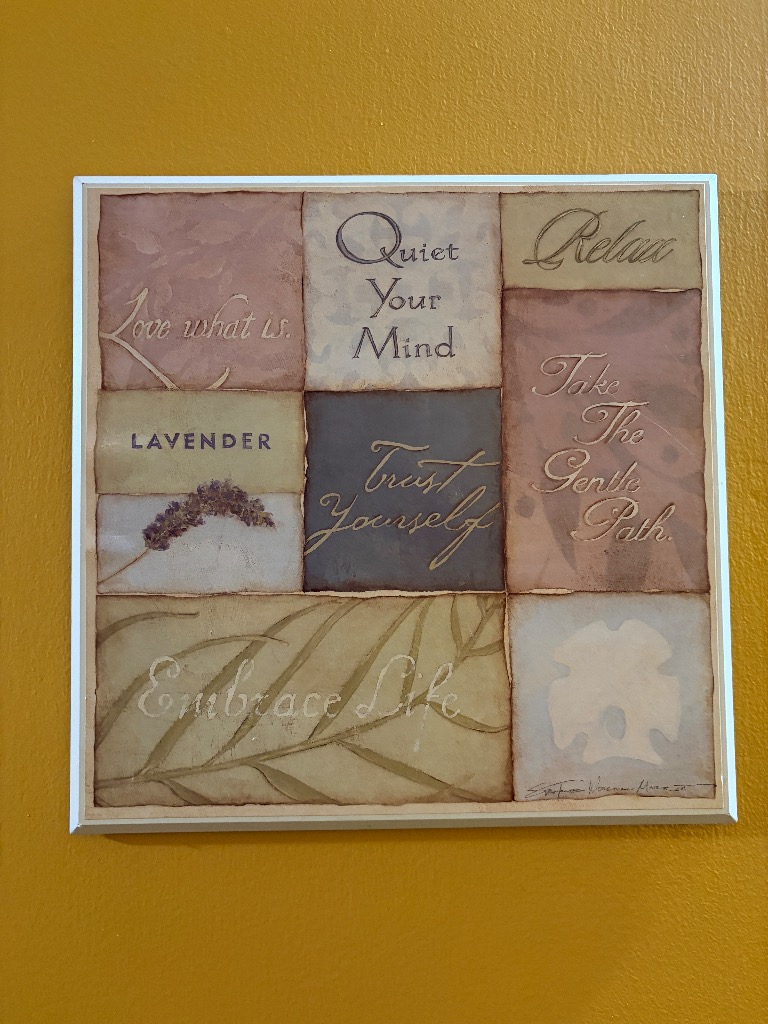 Love what is.
Quiet
Your
Mind
Relax
Take
The
Gentle
Path.
LAVENDER
Trust
Yourself
Embrace Life